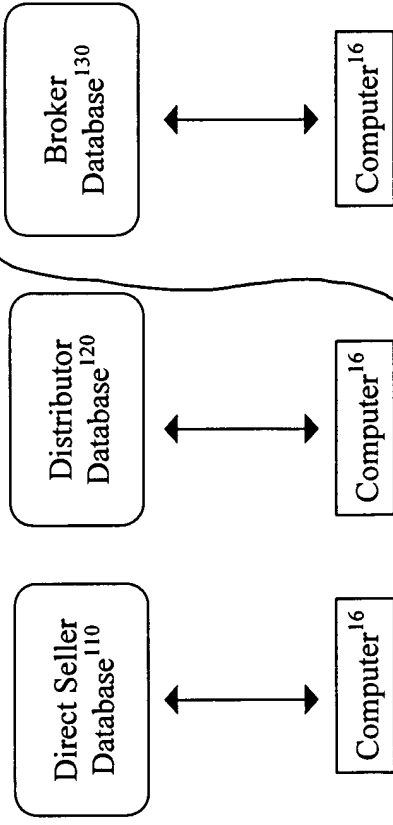 Direct Seller
Database110
Computer16
Distributor
Database120
Computer16
Broker
Database130
Computer16